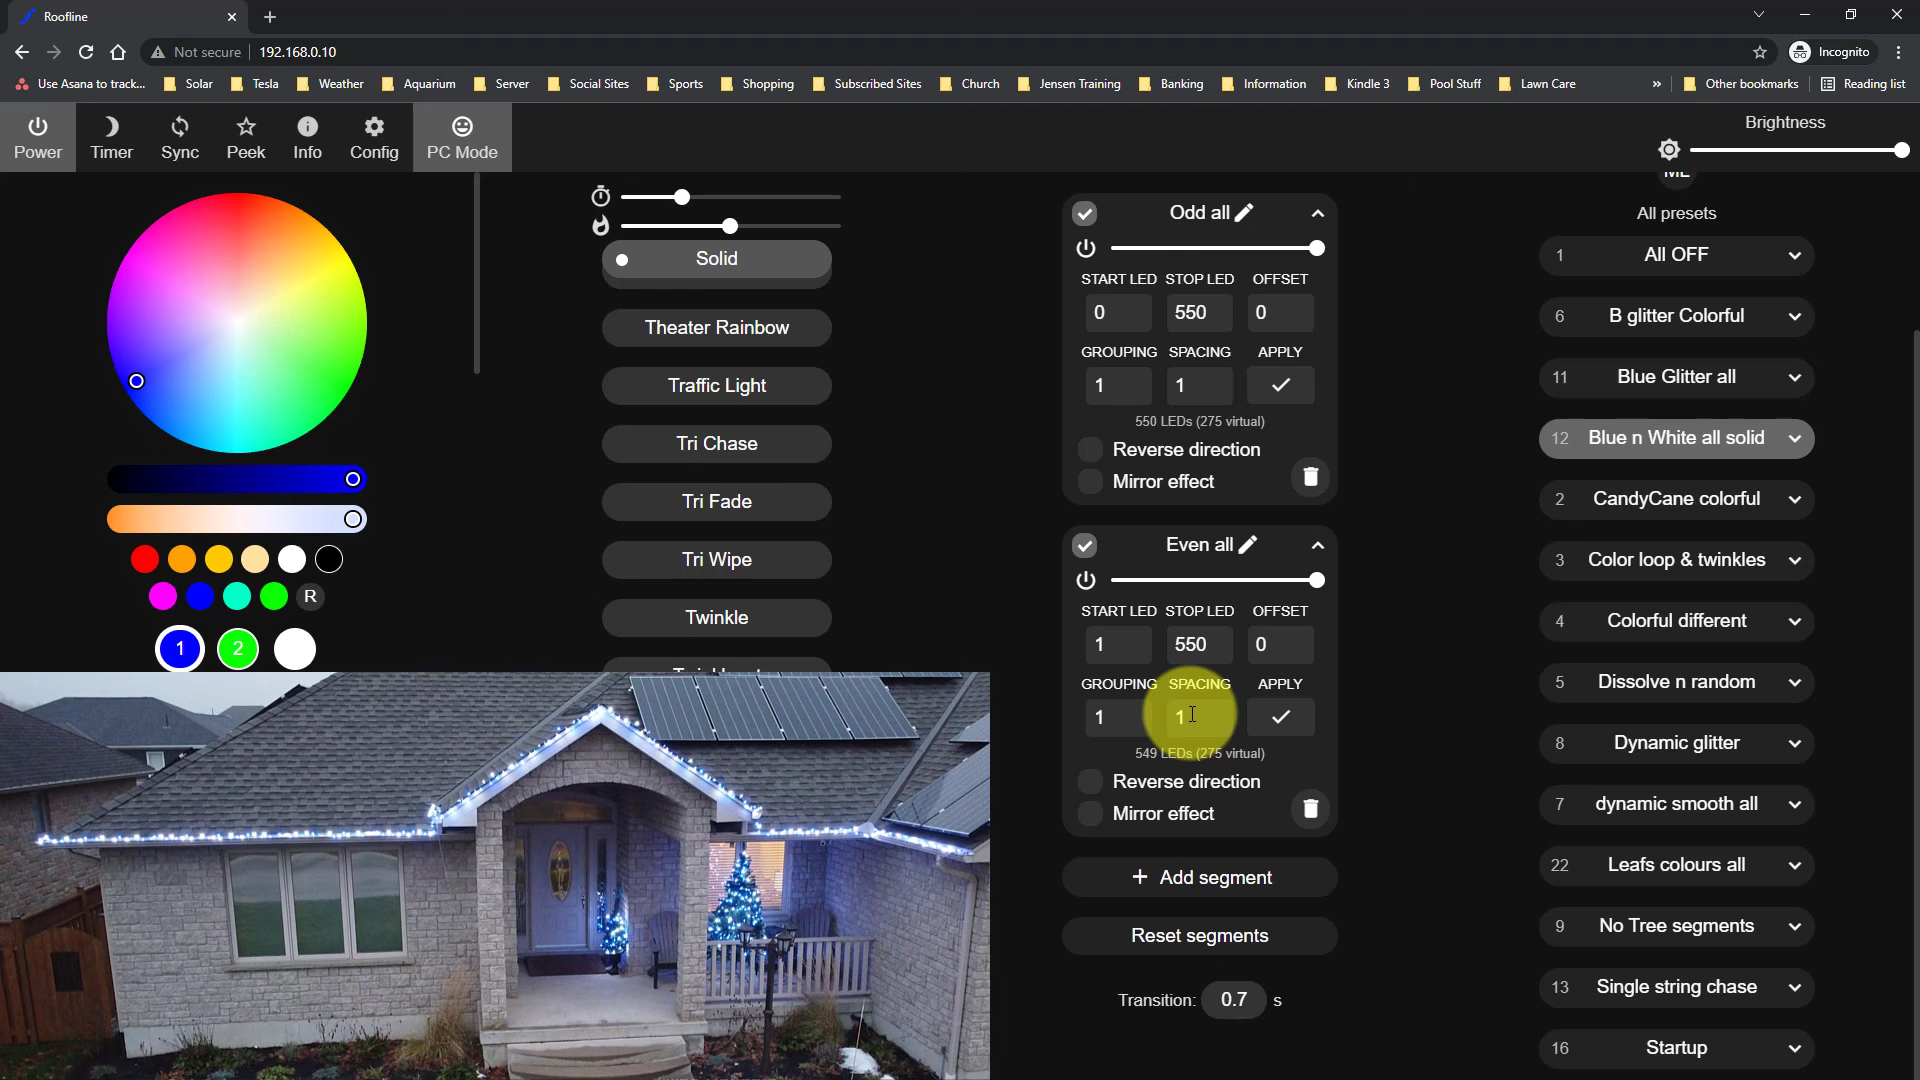 Roofline
Not secure 192.168.0.10 Incognito
Use Asana to track... Solar Tesla Weather Aquarium Server Social Sites Sports Shopping Subscribed Sites Church Jensen Training Banking Information Kindle 3 Pool Stuff Lawn Care » Other bookmarks Reading list
Power Timer Sync Peek Info Config PC Mode
Brightness
Solid
Theater Rainbow
Traffic Light
Tri Chase
Tri Fade
Tri Wipe
Twinkle
R
1 2
Odd all
START LED STOP LED OFFSET
0 550 0
GROUPING SPACING APPLY
1 1
550 LEDs (275 virtual)
Reverse direction
Mirror effect
Even all
START LED STOP LED OFFSET
1 550 0
GROUPING SPACING APPLY
1 1
549 LEDs (275 virtual)
Reverse direction
Mirror effect
+ Add segment
Reset segments
Transition: 0.7 s
All presets
1 All OFF
6 B glitter Colorful
11 Blue Glitter all
12 Blue n White all solid
2 CandyCane colorful
3 Color loop & twinkles
4 Colorful different
5 Dissolve n random
8 Dynamic glitter
7 dynamic smooth all
22 Leafs colours all
9 No Tree segments
13 Single string chase
16 Startup